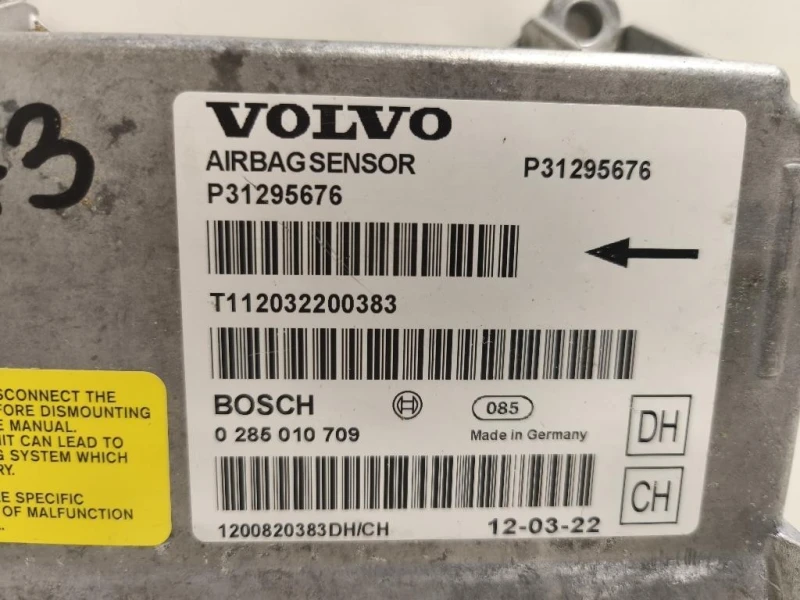 3
VOLVO
AIRBAG SENSOR
P31295676
P31295676
T112032200383
BOSCH
085
0 285 010 709
Made in Germany
DH
CH
1200820383DH/CH
12-03-22
SCONNECT THE
FORE DISMOUNTING
MANUAL.
IT CAN LEAD TO
SYSTEM WHICH
RY.
SPECIFIC
OF MALFUNCTION